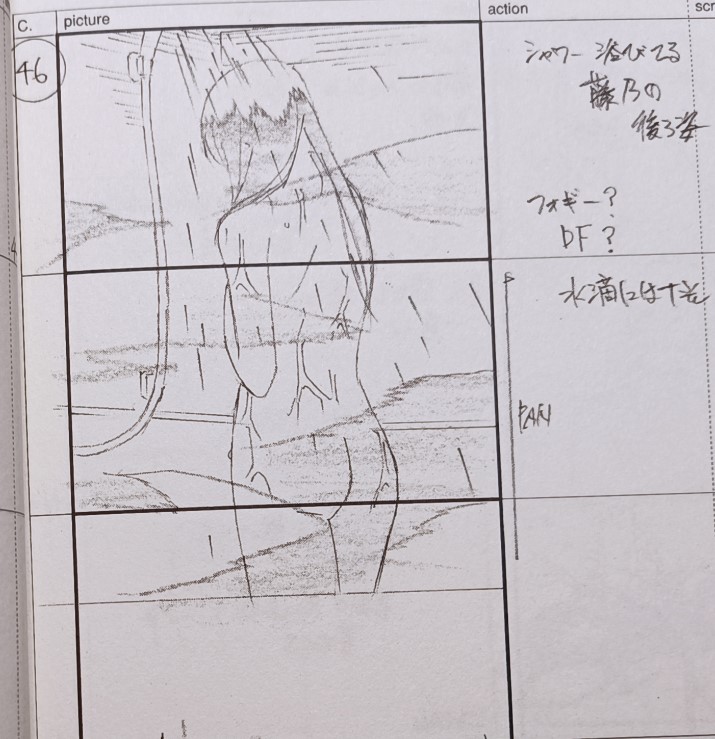 C.
picture
action
scr
46
シャワー浴びてる
藤乃の
後ろ姿
フォギー?
DF?
水滴には十光
PAN